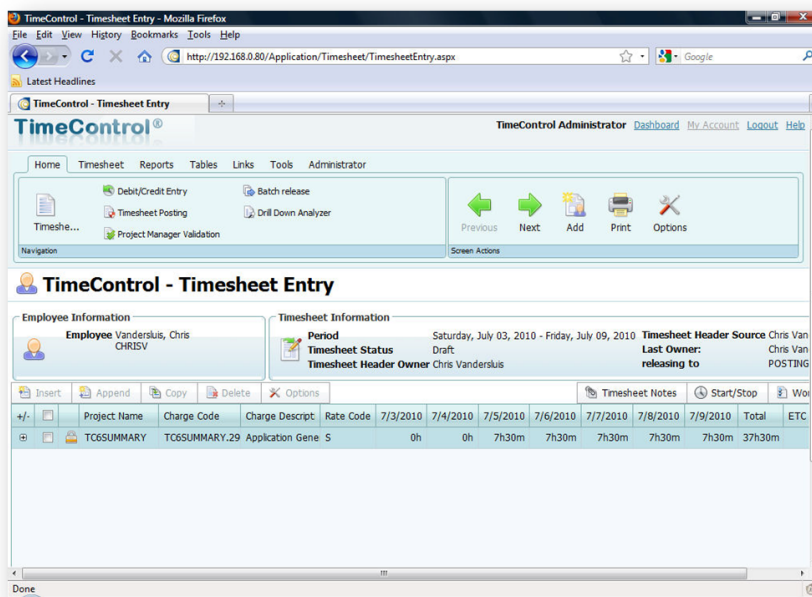 TimeControl - Timesheet Entry - Mozilla Firefox
File Edit View History Bookmarks Tools Help
http://192.168.0.80/Application/Timesheet/TimesheetEntry.aspx
Google
Latest Headlines
TimeControl - Timesheet Entry
TimeControl®
TimeControl Administrator Dashboard My Account Logout Help
Home Timesheet Reports Tables Links Tools Administrator
Debit/Credit Entry Batch release
Timesheet Posting Drill Down Analyzer
Project Manager Validation
Timeshe...
Previous Next Add Print Options
Navigation Screen Actions
TimeControl - Timesheet Entry
Employee Information Timesheet Information
Employee Vandersluis, Chris Period Saturday, July 03, 2010 - Friday, July 09, 2010 Timesheet Header Source Chris Van
CHRISV Timesheet Status Draft Last Owner: Chris Van
Timesheet Header Owner Chris Vandersluis releasing to POSTING
Insert Append Copy Delete Options Timesheet Notes Start/Stop Wo
+/- Project Name Charge Code Charge Descript Rate Code 7/3/2010 7/4/2010 7/5/2010 7/6/2010 7/7/2010 7/8/2010 7/9/2010 Total ETC
TC6SUMMARY TC6SUMMARY.29 Application Gene S 0h 0h 7h30m 7h30m 7h30m 7h30m 7h30m 37h30m
Done